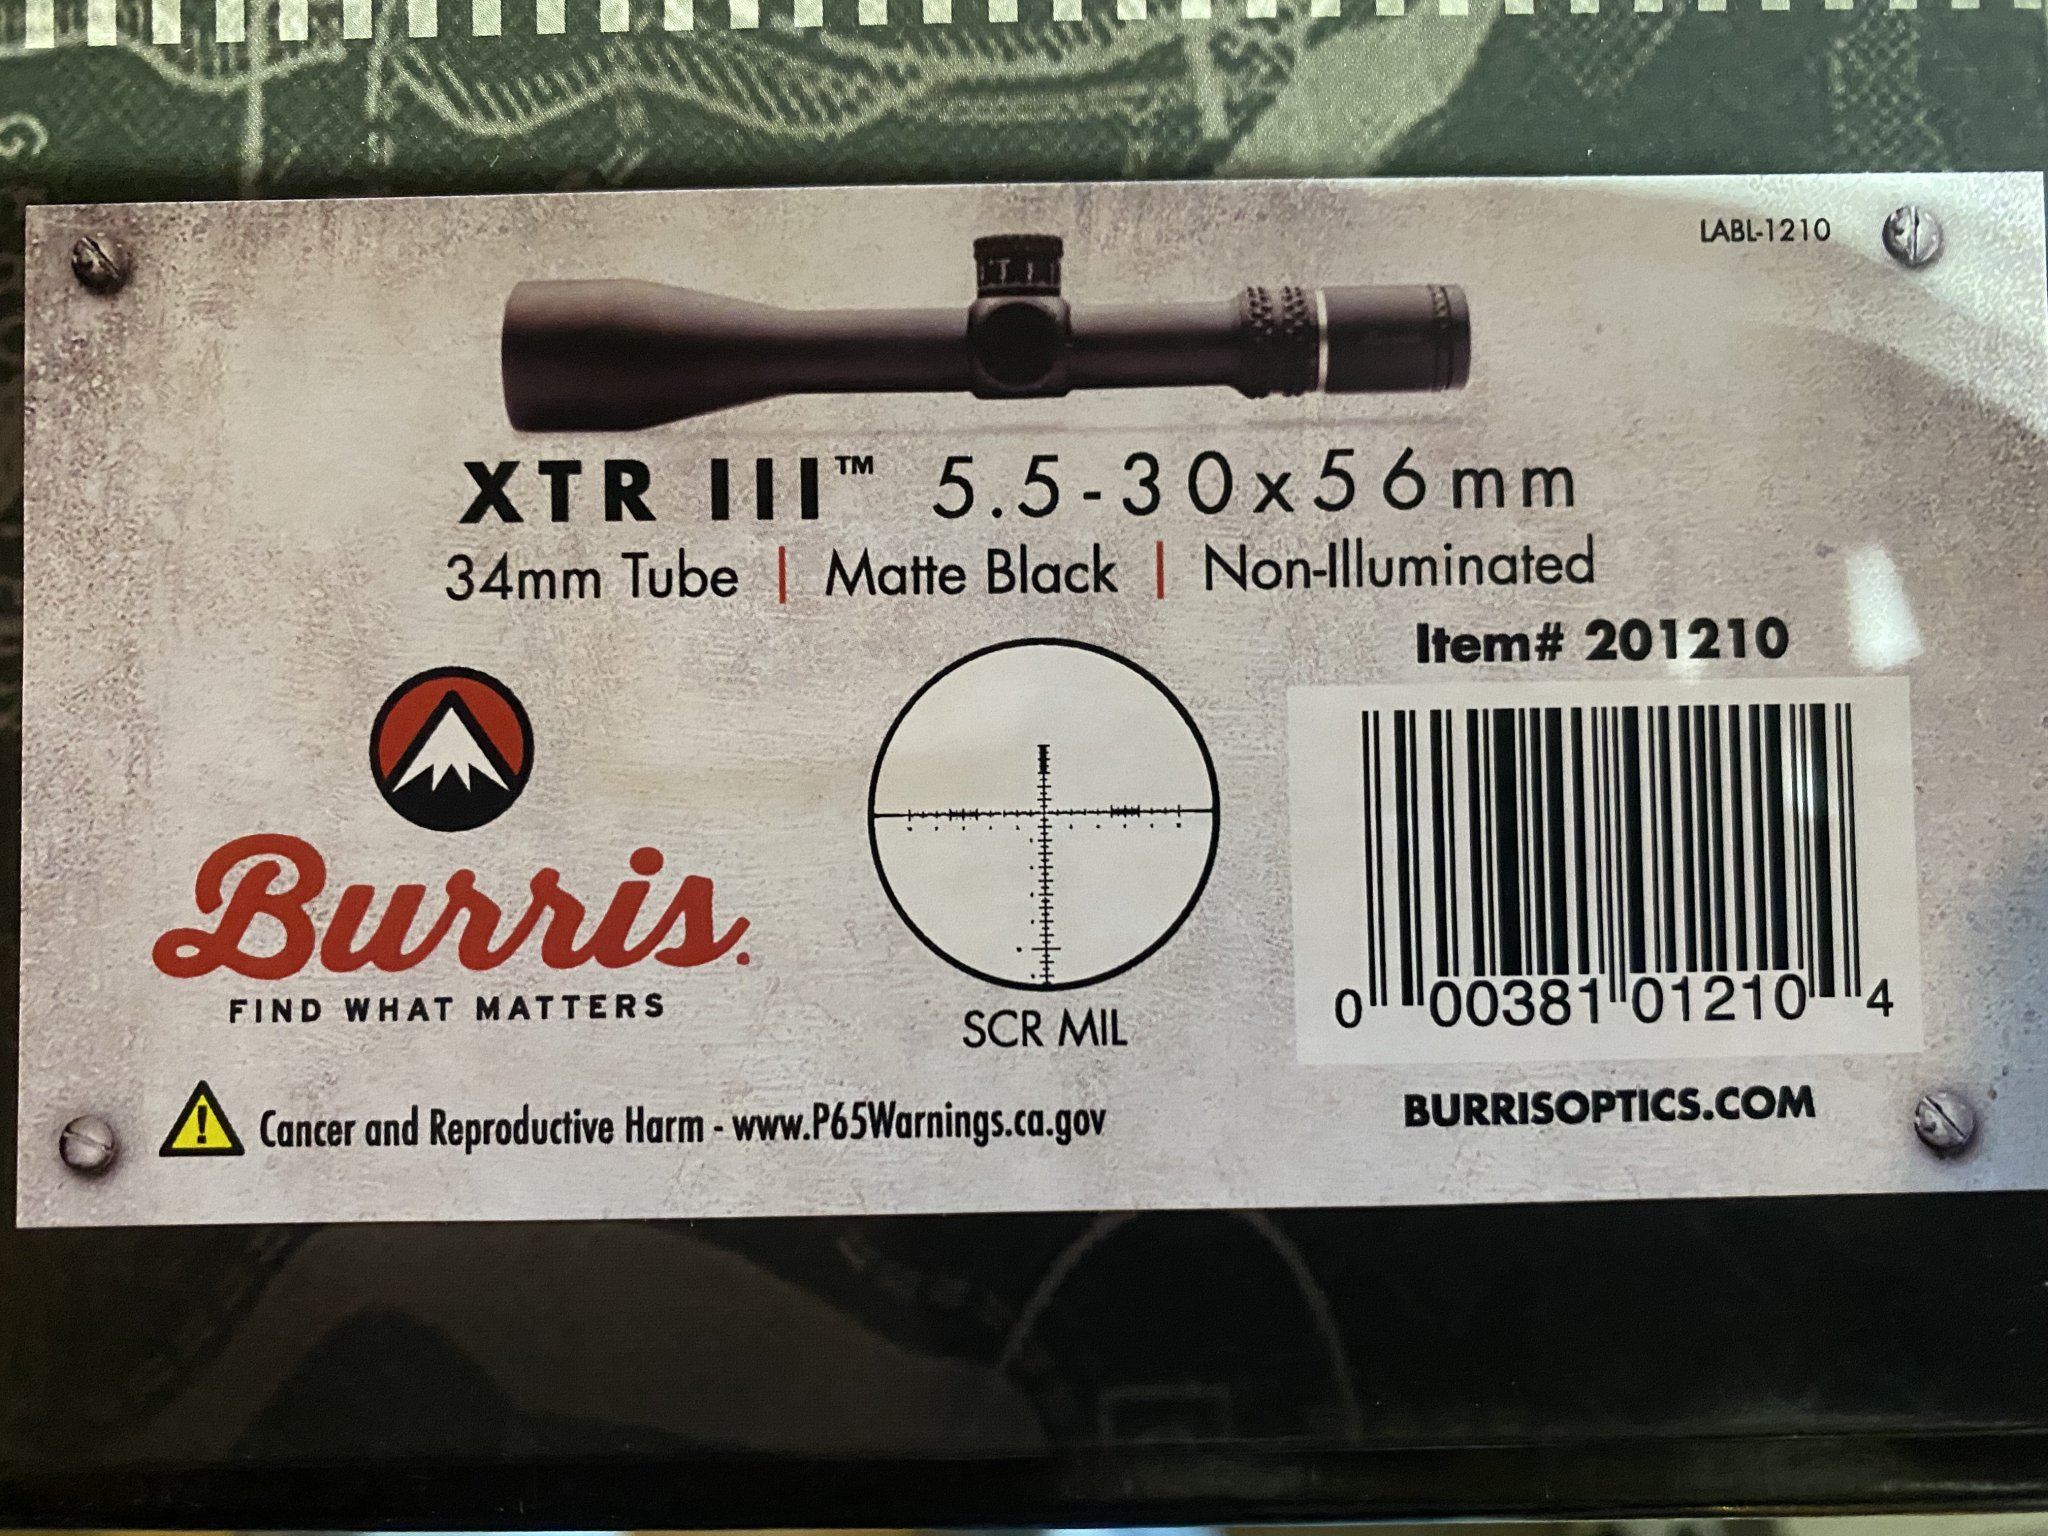 LABL-1210
XTR III™ 5.5-30x56mm
34mm Tube | Matte Black | Non-Illuminated
Item# 201210
Burris.
FIND WHAT MATTERS
SCR MIL
0 00381 01210 4
Cancer and Reproductive Harm - www.P65Warnings.ca.gov
BURRISOPTICS.COM